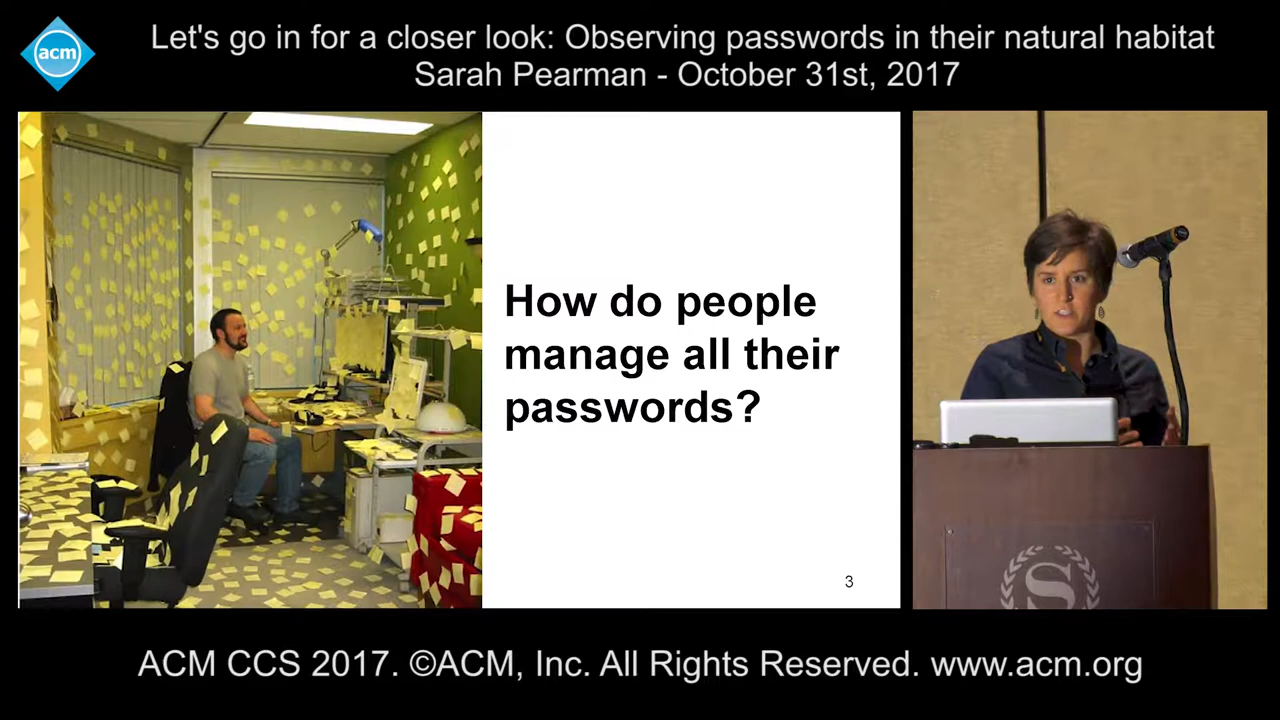 Let's go in for a closer look: Observing passwords in their natural habitat
acm
Sarah Pearman - October 31st, 2017
How do people
manage all their
passwords?
3
S
ACM CCS 2017. ©ACM, Inc. All Rights Reserved. www.acm.org